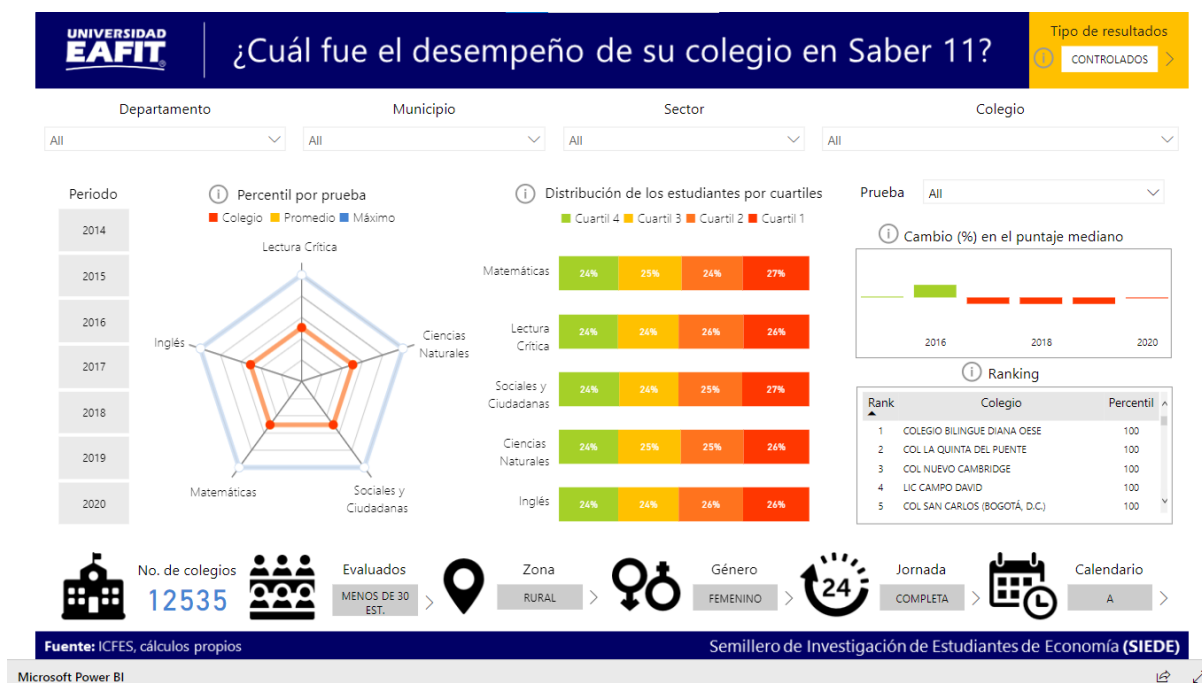 UNIVERSIDAD
EAFIT
¿Cuál fue el desempeño de su colegio en Saber 11?
Tipo de resultados
CONTROLADOS
Departamento
Municipio
Sector
Colegio
All
All
All
All
Periodo
2014
2015
2016
2017
2018
2019
2020
Percentil por prueba
Colegio Promedio Máximo
Lectura Crítica
Ciencias
Naturales
Sociales y
Ciudadanas
Matemáticas
Inglés
Distribución de los estudiantes por cuartiles
Cuartil 4 Cuartil 3 Cuartil 2 Cuartil 1
Matemáticas 24% 25% 24% 27%
Lectura
Crítica
24% 24% 26% 26%
Sociales y
Ciudadanas
24% 24% 25% 27%
Ciencias
Naturales
24% 25% 25% 26%
Inglés 24% 24% 26% 26%
Prueba All
Cambio (%) en el puntaje mediano
2016 2018 2020
Ranking
Rank Colegio Percentil
1 COLEGIO BILINGUE DIANA OESE 100
2 COL LA QUINTA DEL PUENTE 100
3 COL NUEVO CAMBRIDGE 100
4 LIC CAMPO DAVID 100
5 COL SAN CARLOS (BOGOTÁ, D.C.) 100
No. de colegios
12535
Evaluados
MENOS DE 30
EST.
Zona
RURAL
Género
FEMENINO
24
Jornada
COMPLETA
Calendario
A
Fuente: ICFES, cálculos propios
Semillero de Investigación de Estudiantes de Economía (SIEDE)
Microsoft Power BI